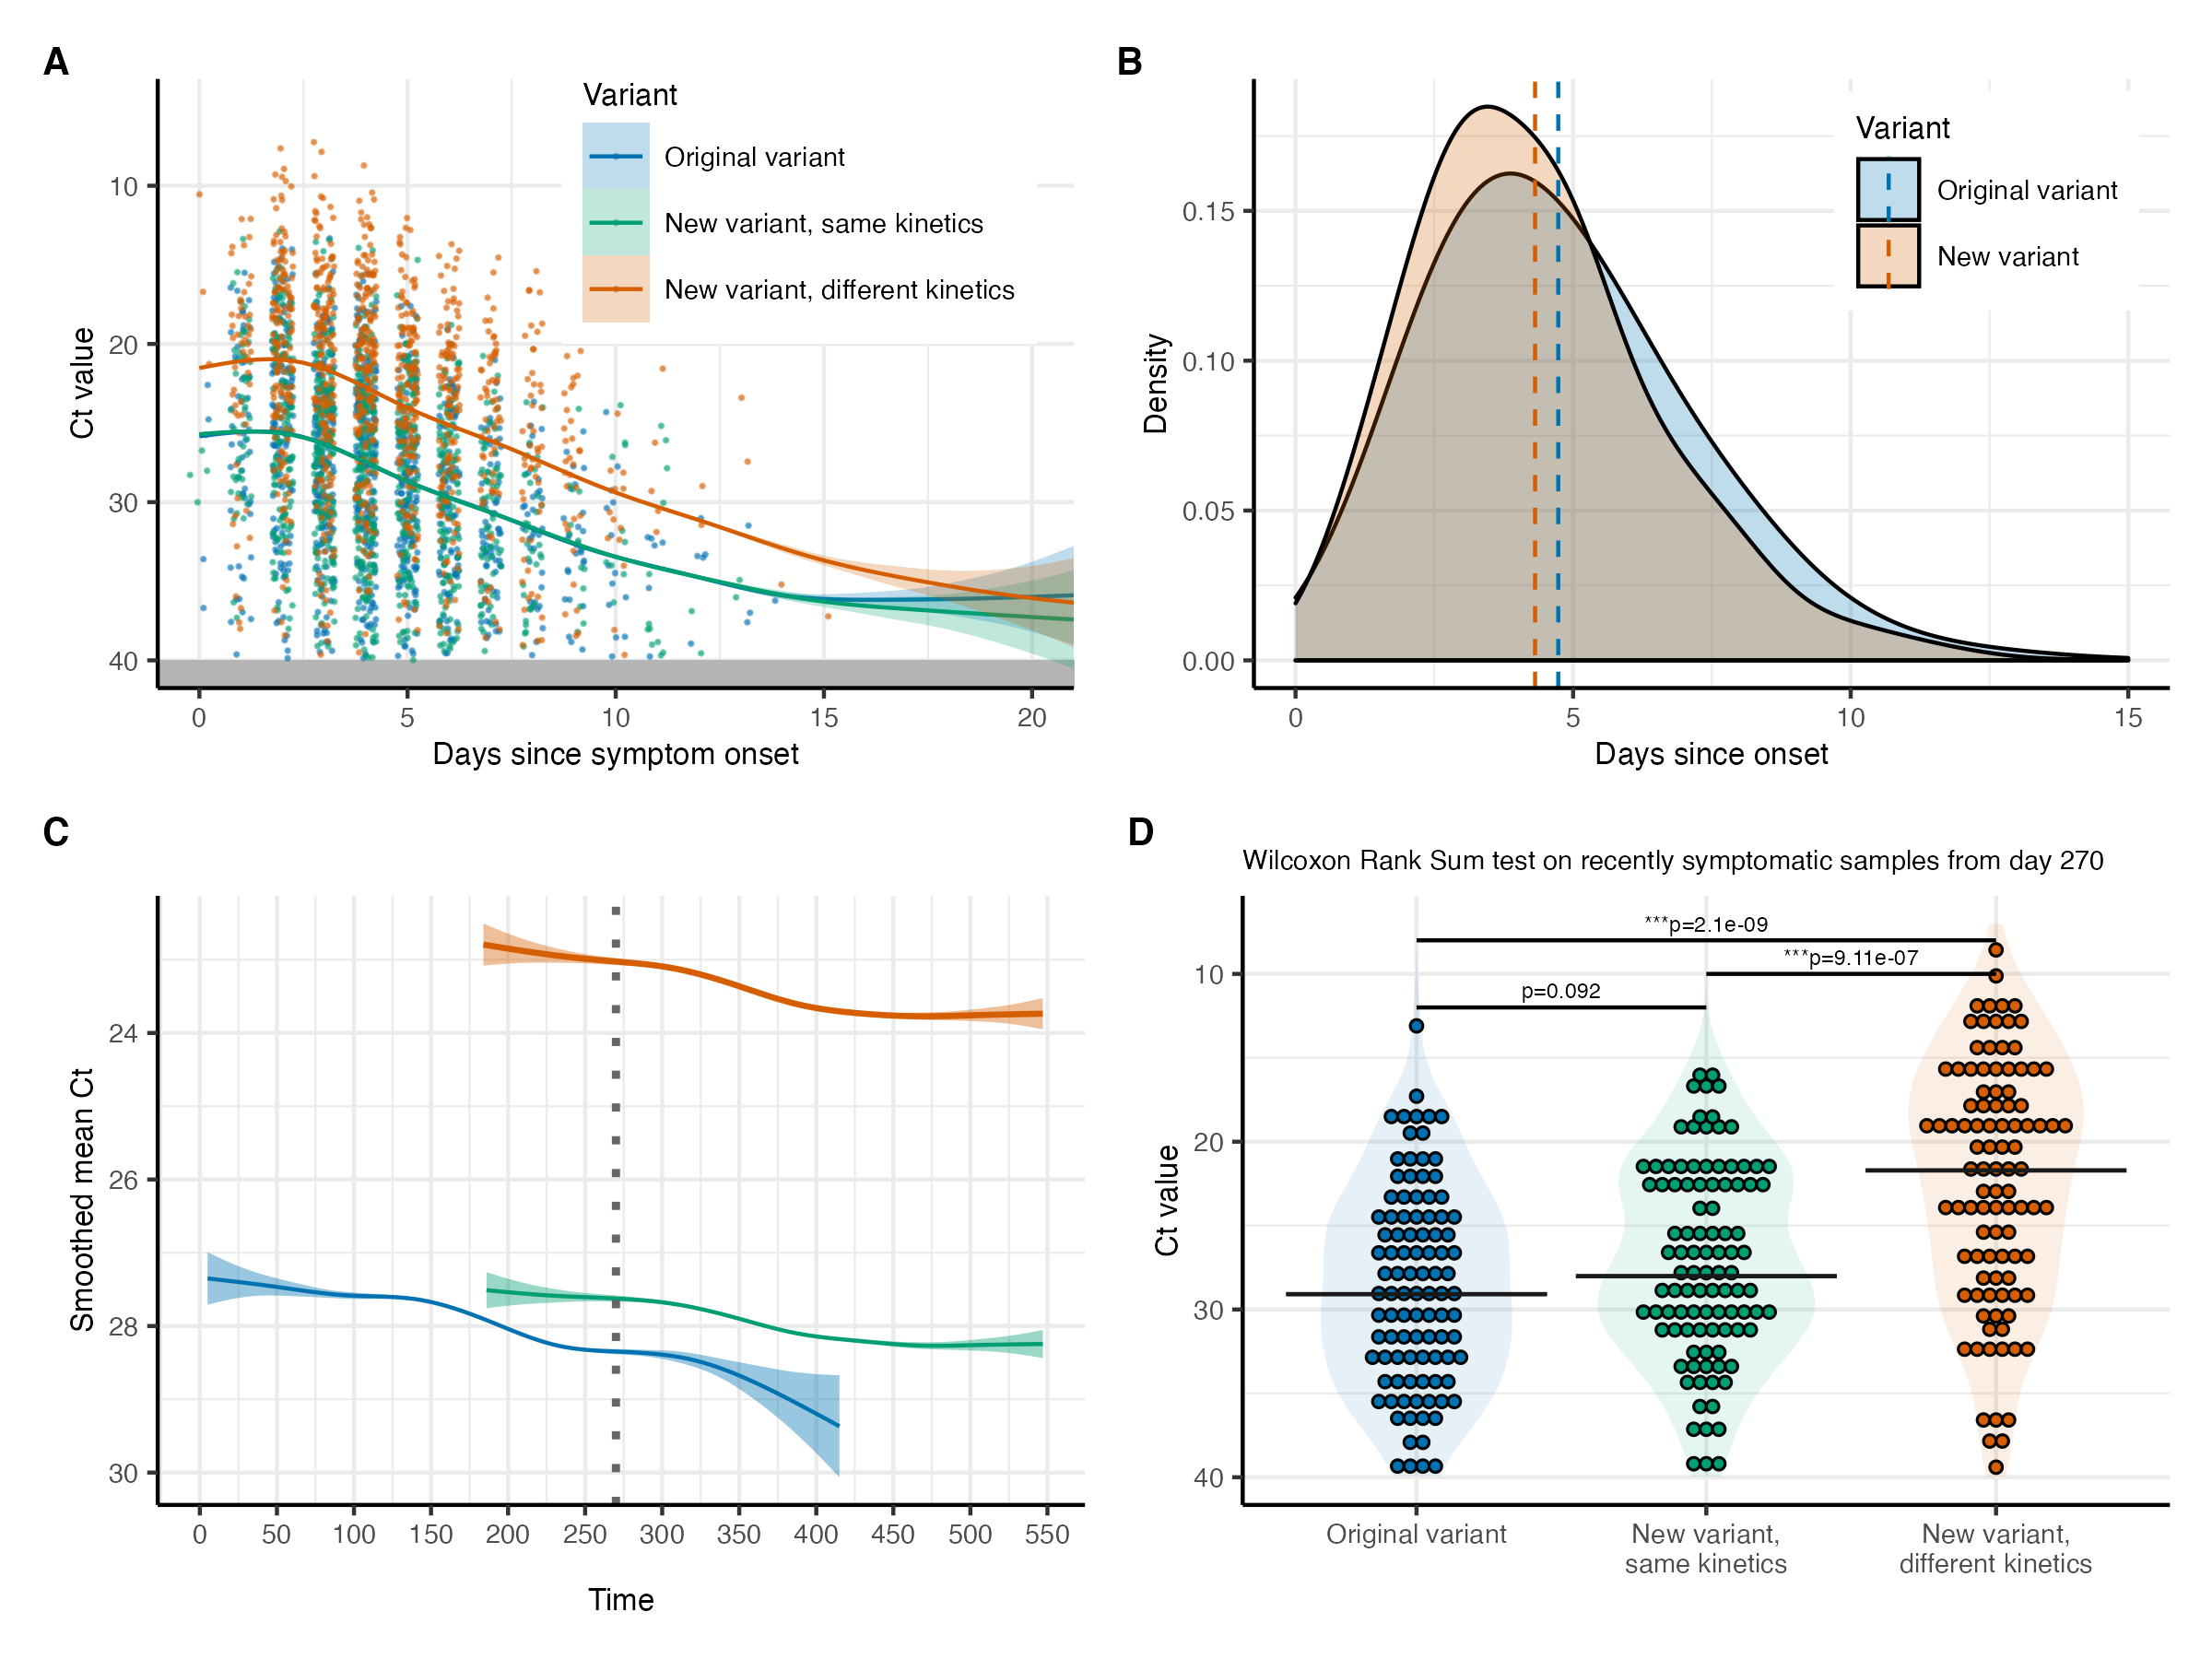 A
Variant
Original variant
New variant, same kinetics
New variant, different kinetics
Ct value
10
20
30
40
0
5
10
15
20
Days since symptom onset
B
Variant
Original variant
New variant
Density
0.15
0.10
0.05
0.00
0
5
10
15
Days since onset
C
Smoothed mean Ct
24
26
28
30
0
50
100
150
200
250
300
350
400
450
500
550
Time
D
Wilcoxon Rank Sum test on recently symptomatic samples from day 270
***p=2.1e-09
***p=9.11e-07
p=0.092
Ct value
10
20
30
40
Original variant
New variant,
same kinetics
New variant,
different kinetics